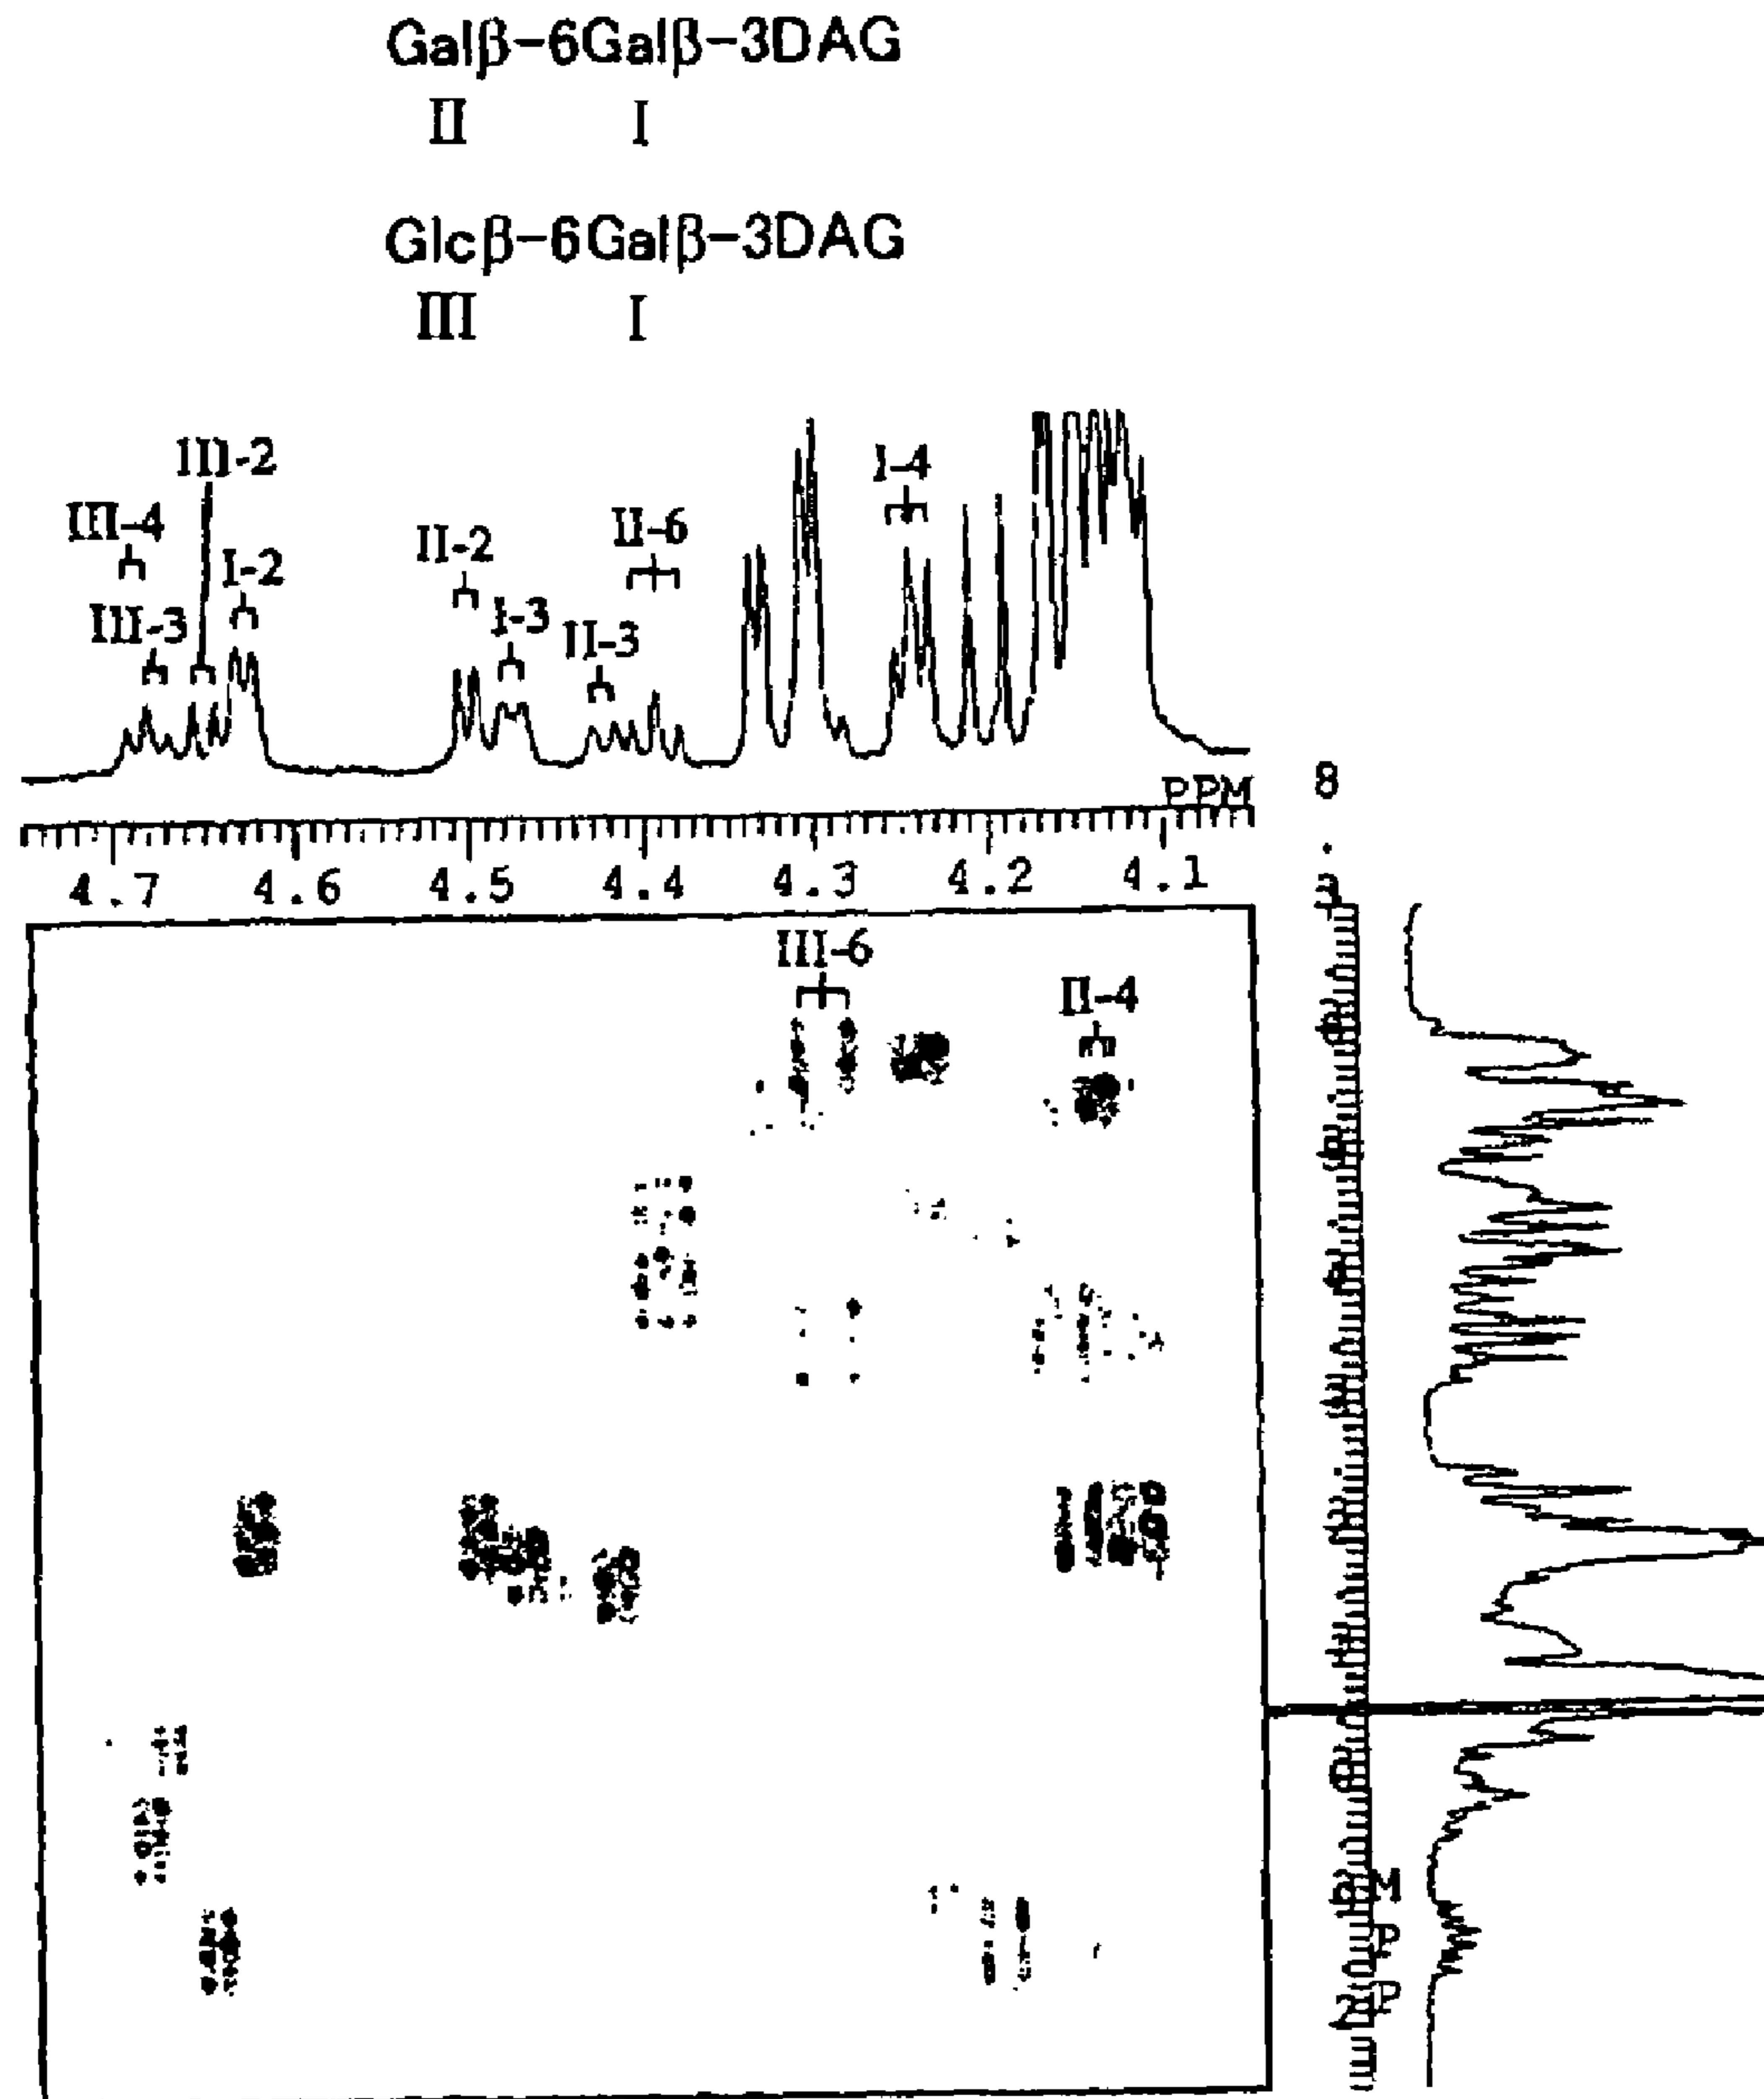 Galβ-6Galβ-3DAG
II I
Glcβ-6Galβ-3DAG
III I
III-2
III-4
I-2
III-3
II-2
I-3
II-3
II-6
I-4
PPM
4.7 4.6 4.5 4.4 4.3 4.2 4.1
III-6
II-4
8
PPM